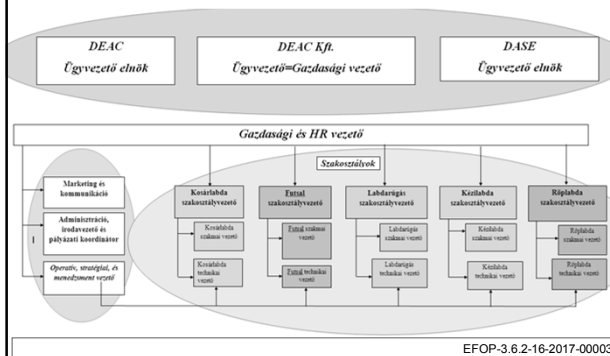 DEAC
Ügyvezető elnök
DEAC Kft.
Ügyvezető=Gazdasági vezető
DASE
Ügyvezető elnök
Gazdasági és HR vezető
Szakosztályok
Marketing és
kommunikáció
Adminisztráció,
irodavezető és
pályázati koordinátor
Operatív, stratégiai, és
menedzsment vezető
Kosárlabda
szakosztályvezető
Kosárlabda
szakmai vezető
Kosárlabda
technikai
vezető
Futsal
szakosztályvezető
Futsal szakmai
vezető
Futsal technikai
vezető
Labdarúgás
szakosztályvezető
Labdarúgás
szakmai vezető
Labdarúgás
technikai vezető
Kézilabda
szakosztályvezető
Kézilabda
szakmai vezető
Kézilabda
technikai vezető
Röplabda
szakosztályvezető
Röplabda
szakmai vezető
Röplabda
technikai vezető
EFOP-3.6.2-16-2017-00003